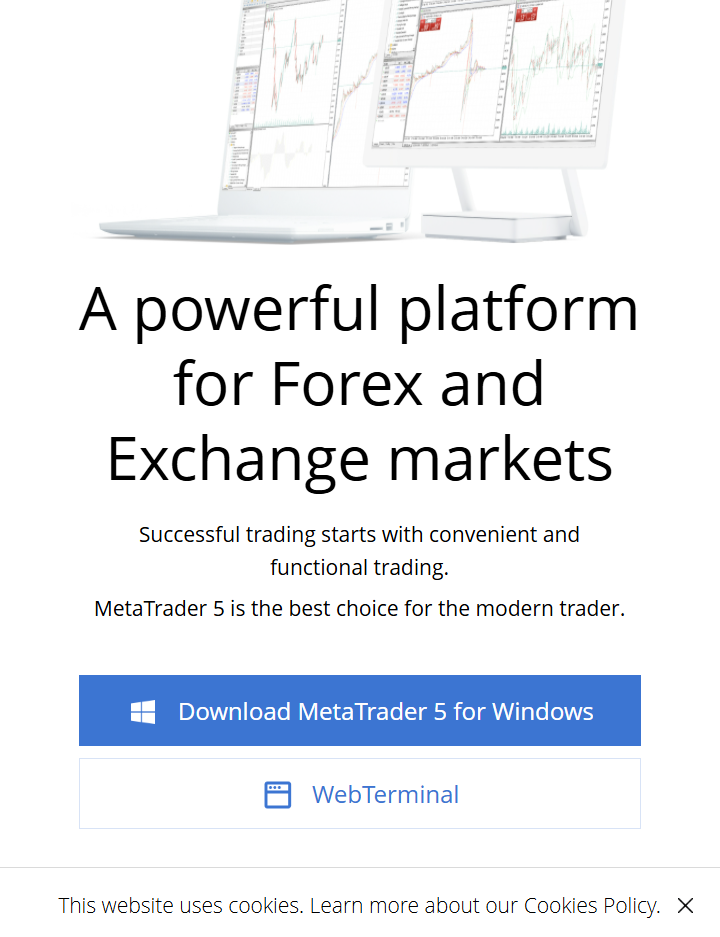 A powerful platform
for Forex and
Exchange markets
Successful trading starts with convenient and
functional trading.
MetaTrader 5 is the best choice for the modern trader.
Download MetaTrader 5 for Windows
WebTerminal
This website uses cookies. Learn more about our Cookies Policy.